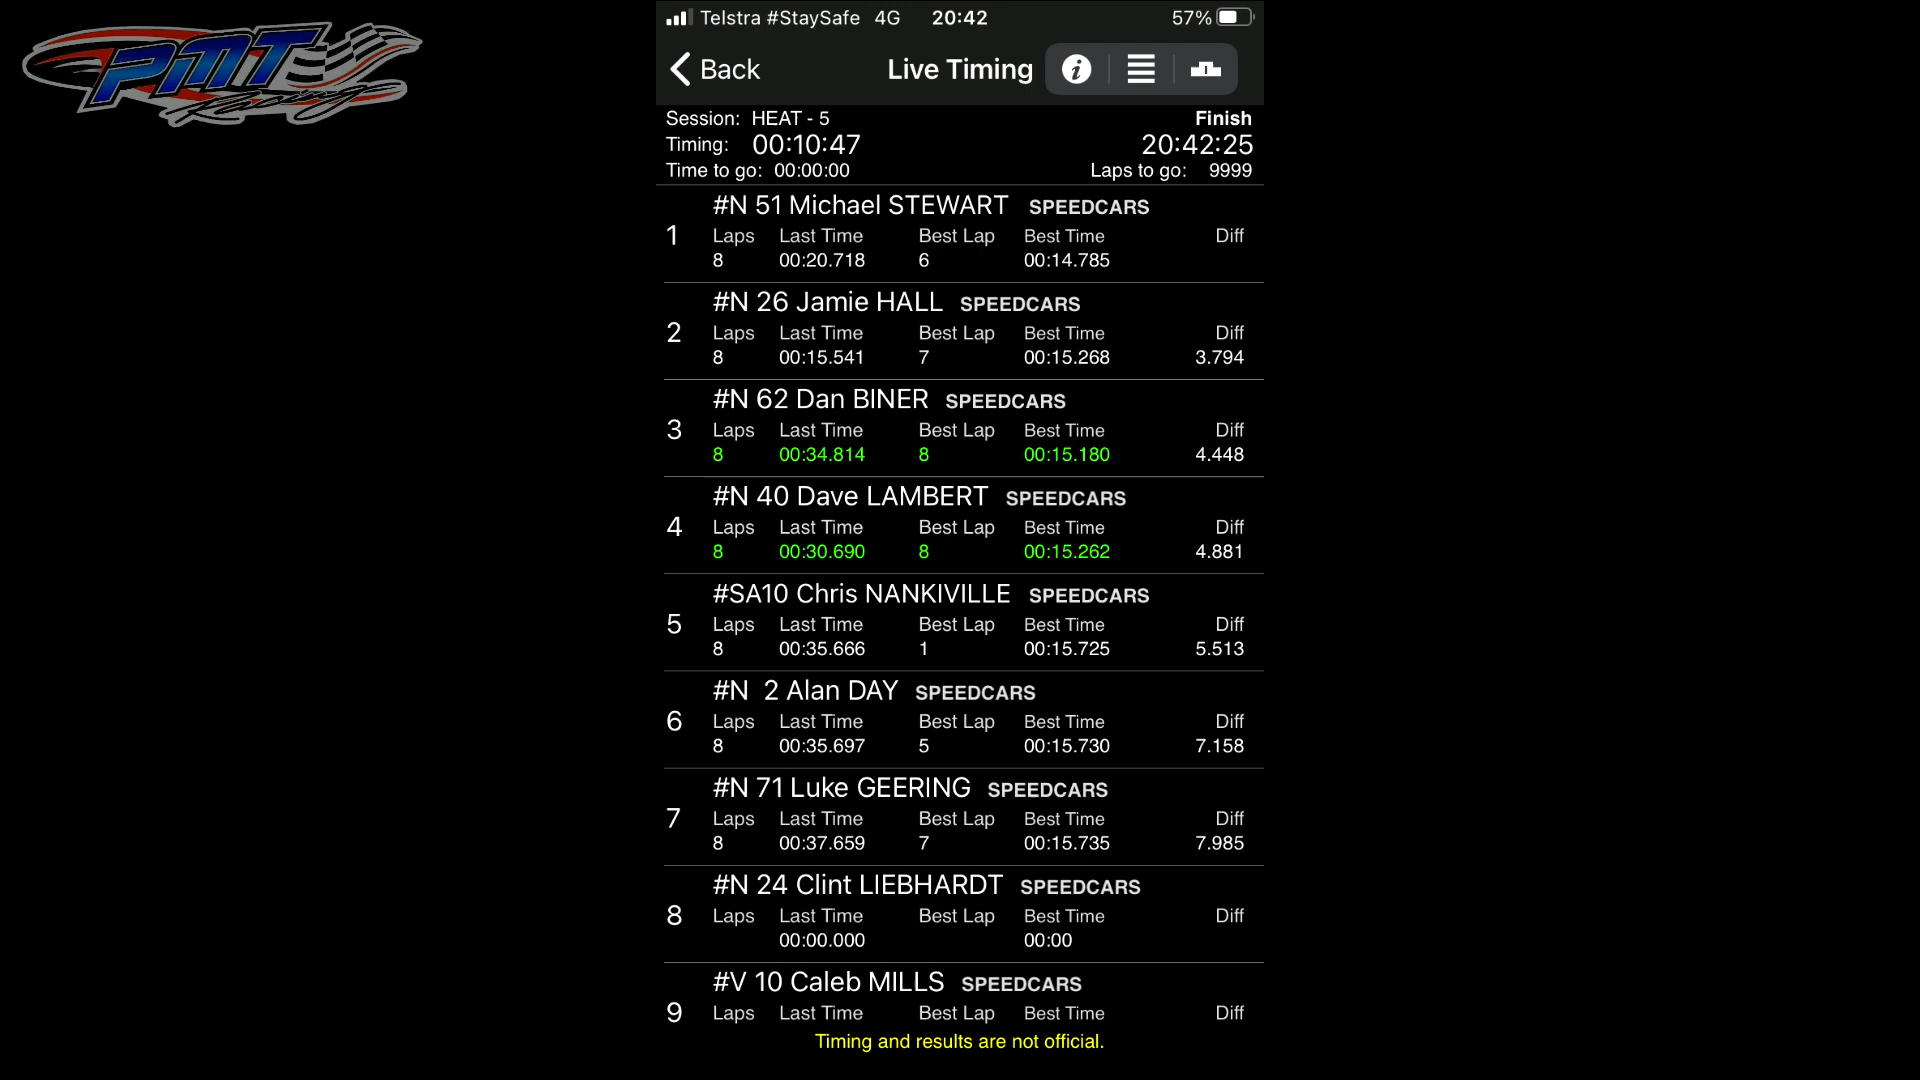 PMT
Racing
Telstra #StaySafe 4G 20:42 57%
Back Live Timing
Session: HEAT - 5 Finish
Timing: 00:10:47 20:42:25
Time to go: 00:00:00 Laps to go: 9999
#N 51 Michael STEWART SPEEDCARS
1 Laps Last Time Best Lap Best Time Diff
8 00:20.718 6 00:14.785
#N 26 Jamie HALL SPEEDCARS
2 Laps Last Time Best Lap Best Time Diff
8 00:15.541 7 00:15.268 3.794
#N 62 Dan BINER SPEEDCARS
3 Laps Last Time Best Lap Best Time Diff
8 00:34.814 8 00:15.180 4.448
#N 40 Dave LAMBERT SPEEDCARS
4 Laps Last Time Best Lap Best Time Diff
8 00:30.690 8 00:15.262 4.881
#SA10 Chris NANKIVILLE SPEEDCARS
5 Laps Last Time Best Lap Best Time Diff
8 00:35.666 1 00:15.725 5.513
#N 2 Alan DAY SPEEDCARS
6 Laps Last Time Best Lap Best Time Diff
8 00:35.697 5 00:15.730 7.158
#N 71 Luke GEERING SPEEDCARS
7 Laps Last Time Best Lap Best Time Diff
8 00:37.659 7 00:15.735 7.985
#N 24 Clint LIEBHARDT SPEEDCARS
8 Laps Last Time Best Lap Best Time Diff
00:00.000 00:00
#V 10 Caleb MILLS SPEEDCARS
9 Laps Last Time Best Lap Best Time Diff
Timing and results are not official.